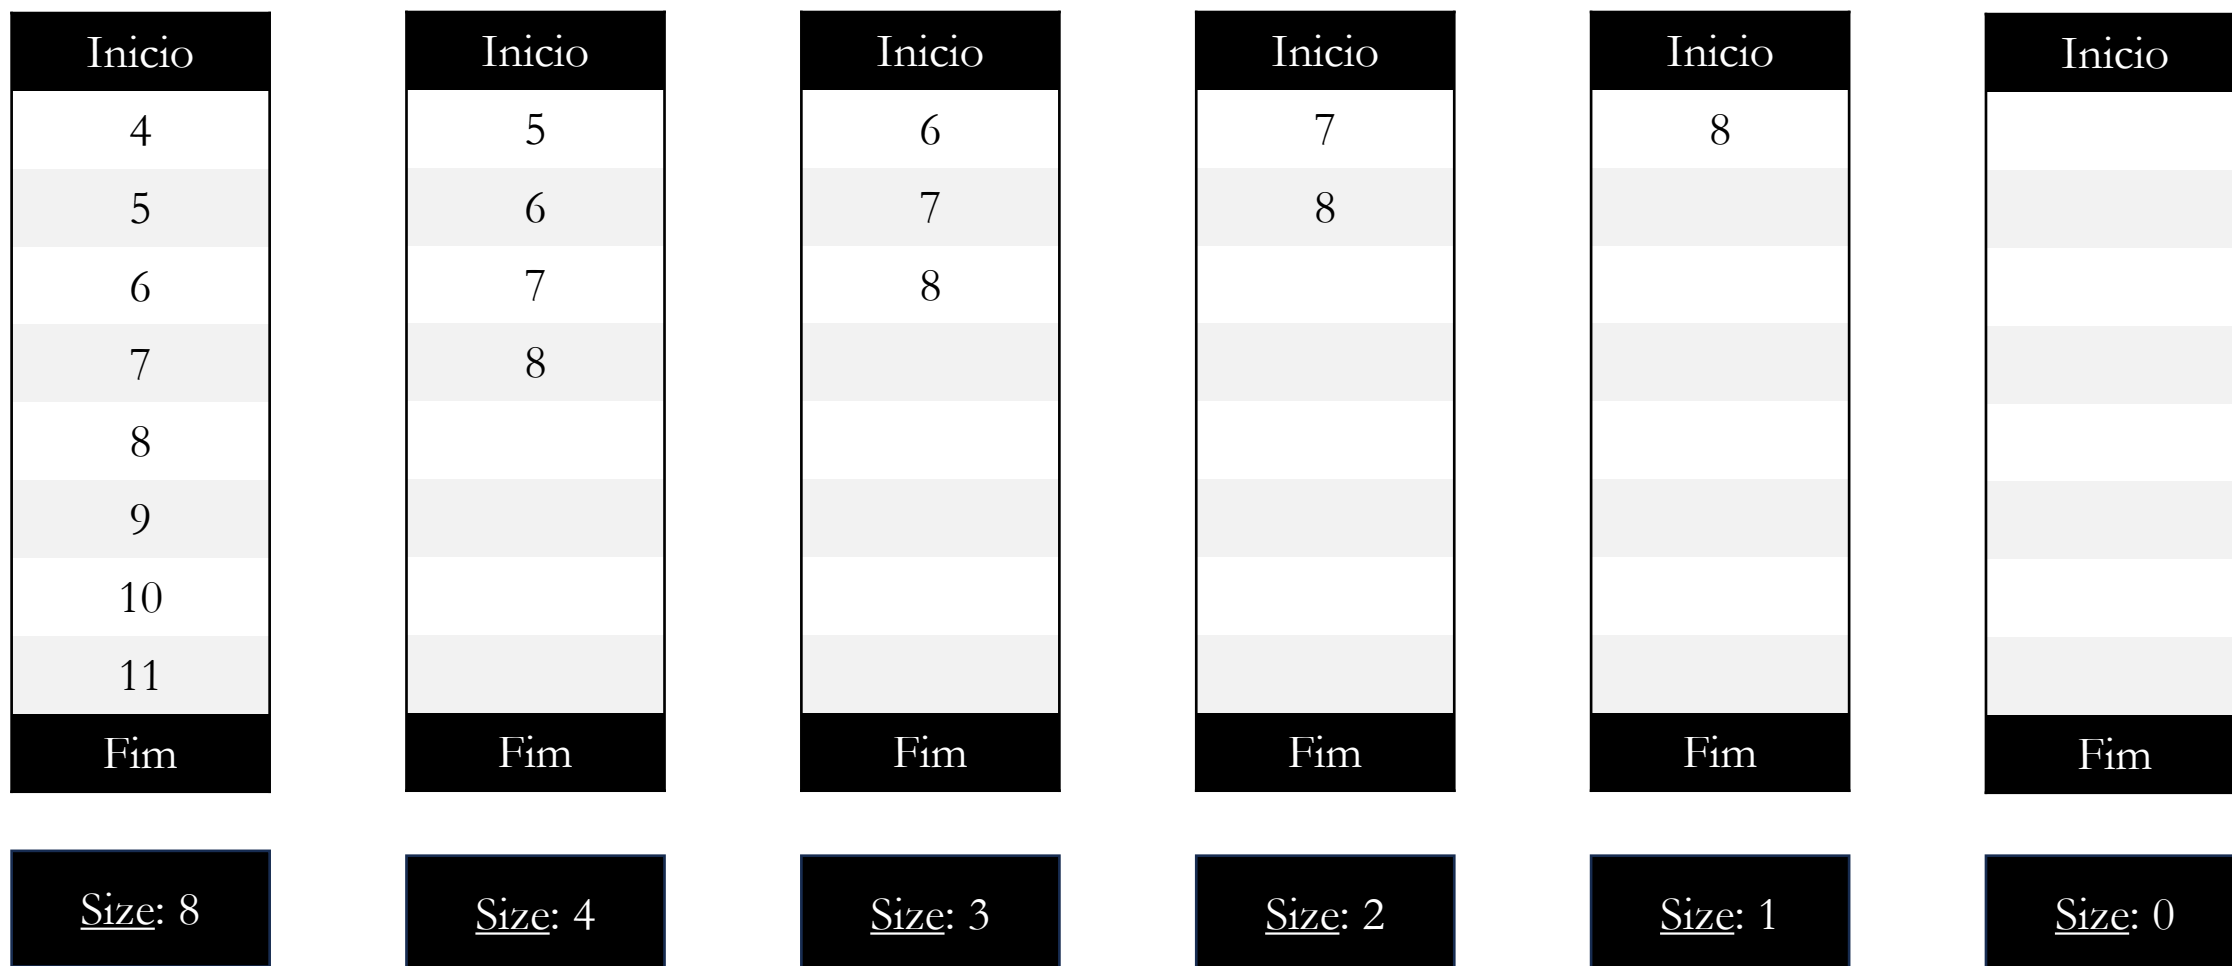 Inicio
4
5
6
7
8
9
10
11
Fim
Size: 8
Inicio
5
6
7
8
Fim
Size: 4
Inicio
6
7
8
Fim
Size: 3
Inicio
7
8
Fim
Size: 2
Inicio
8
Fim
Size: 1
Inicio
Fim
Size: 0